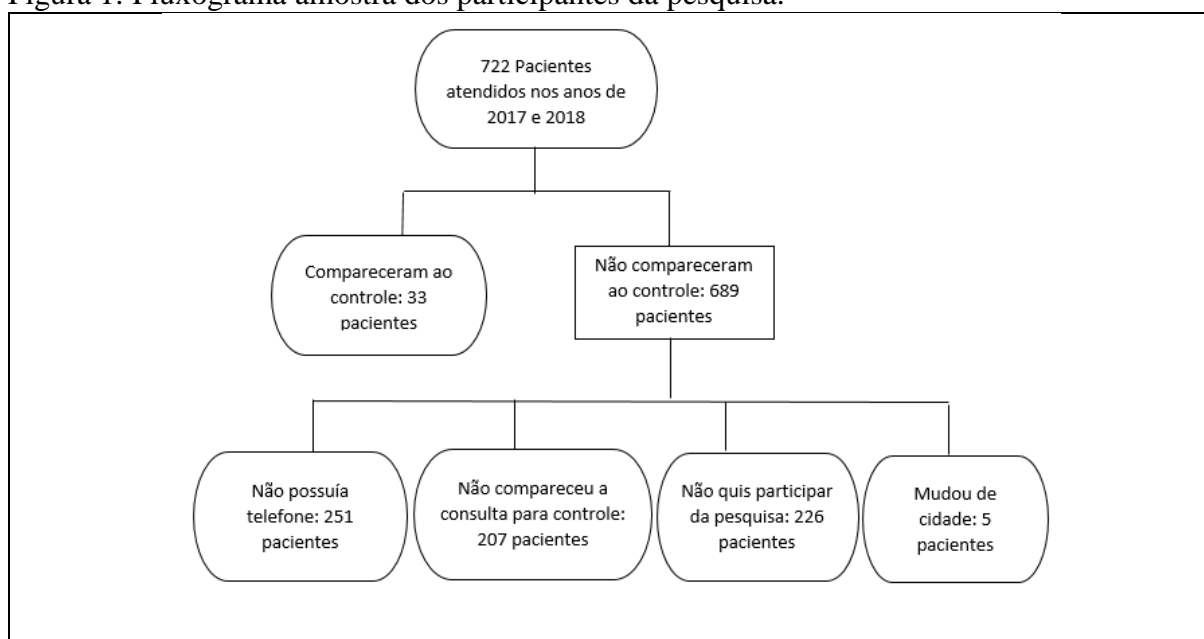 Figura 1. Fluxograma amostra dos participantes da pesquisa.
722 Pacientes
atendidos nos anos de
2017 e 2018
Compareceram ao
controle: 33
pacientes
Não compareceram
ao controle: 689
pacientes
Não possuía
telefone: 251
pacientes
Não compareceu a
consulta para controle:
207 pacientes
Não quis participar
da pesquisa: 226
pacientes
Mudou de
cidade: 5
pacientes